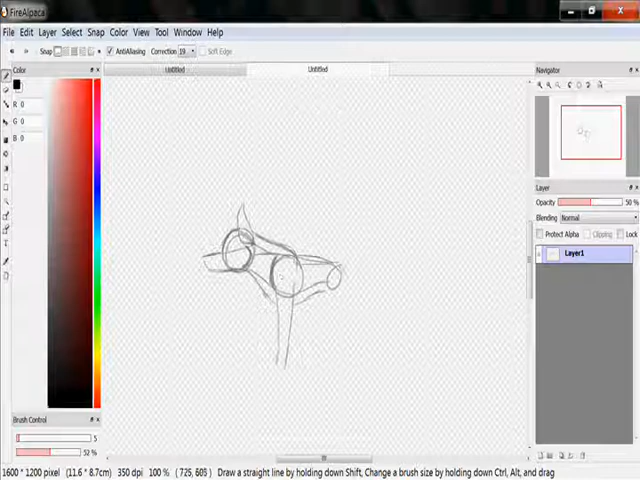 FireAlpaca
File Edit Layer Select Snap Color View Tool Window Help
Snap AntiAliasing Correction 19 Soft Edge
Color
Untitled Untitled
Navigator
R 0
G 0
B 0
Layer
Opacity 50 %
Blending Normal
Protect Alpha Clipping Lock
Layer1
Brush Control
5
52 %
1600 * 1200 pixel (11.6 * 8.7cm) 350 dpi 100 % Draw a straight line by holding down Shift, Change a brush size by holding down Ctrl, Alt, and drag